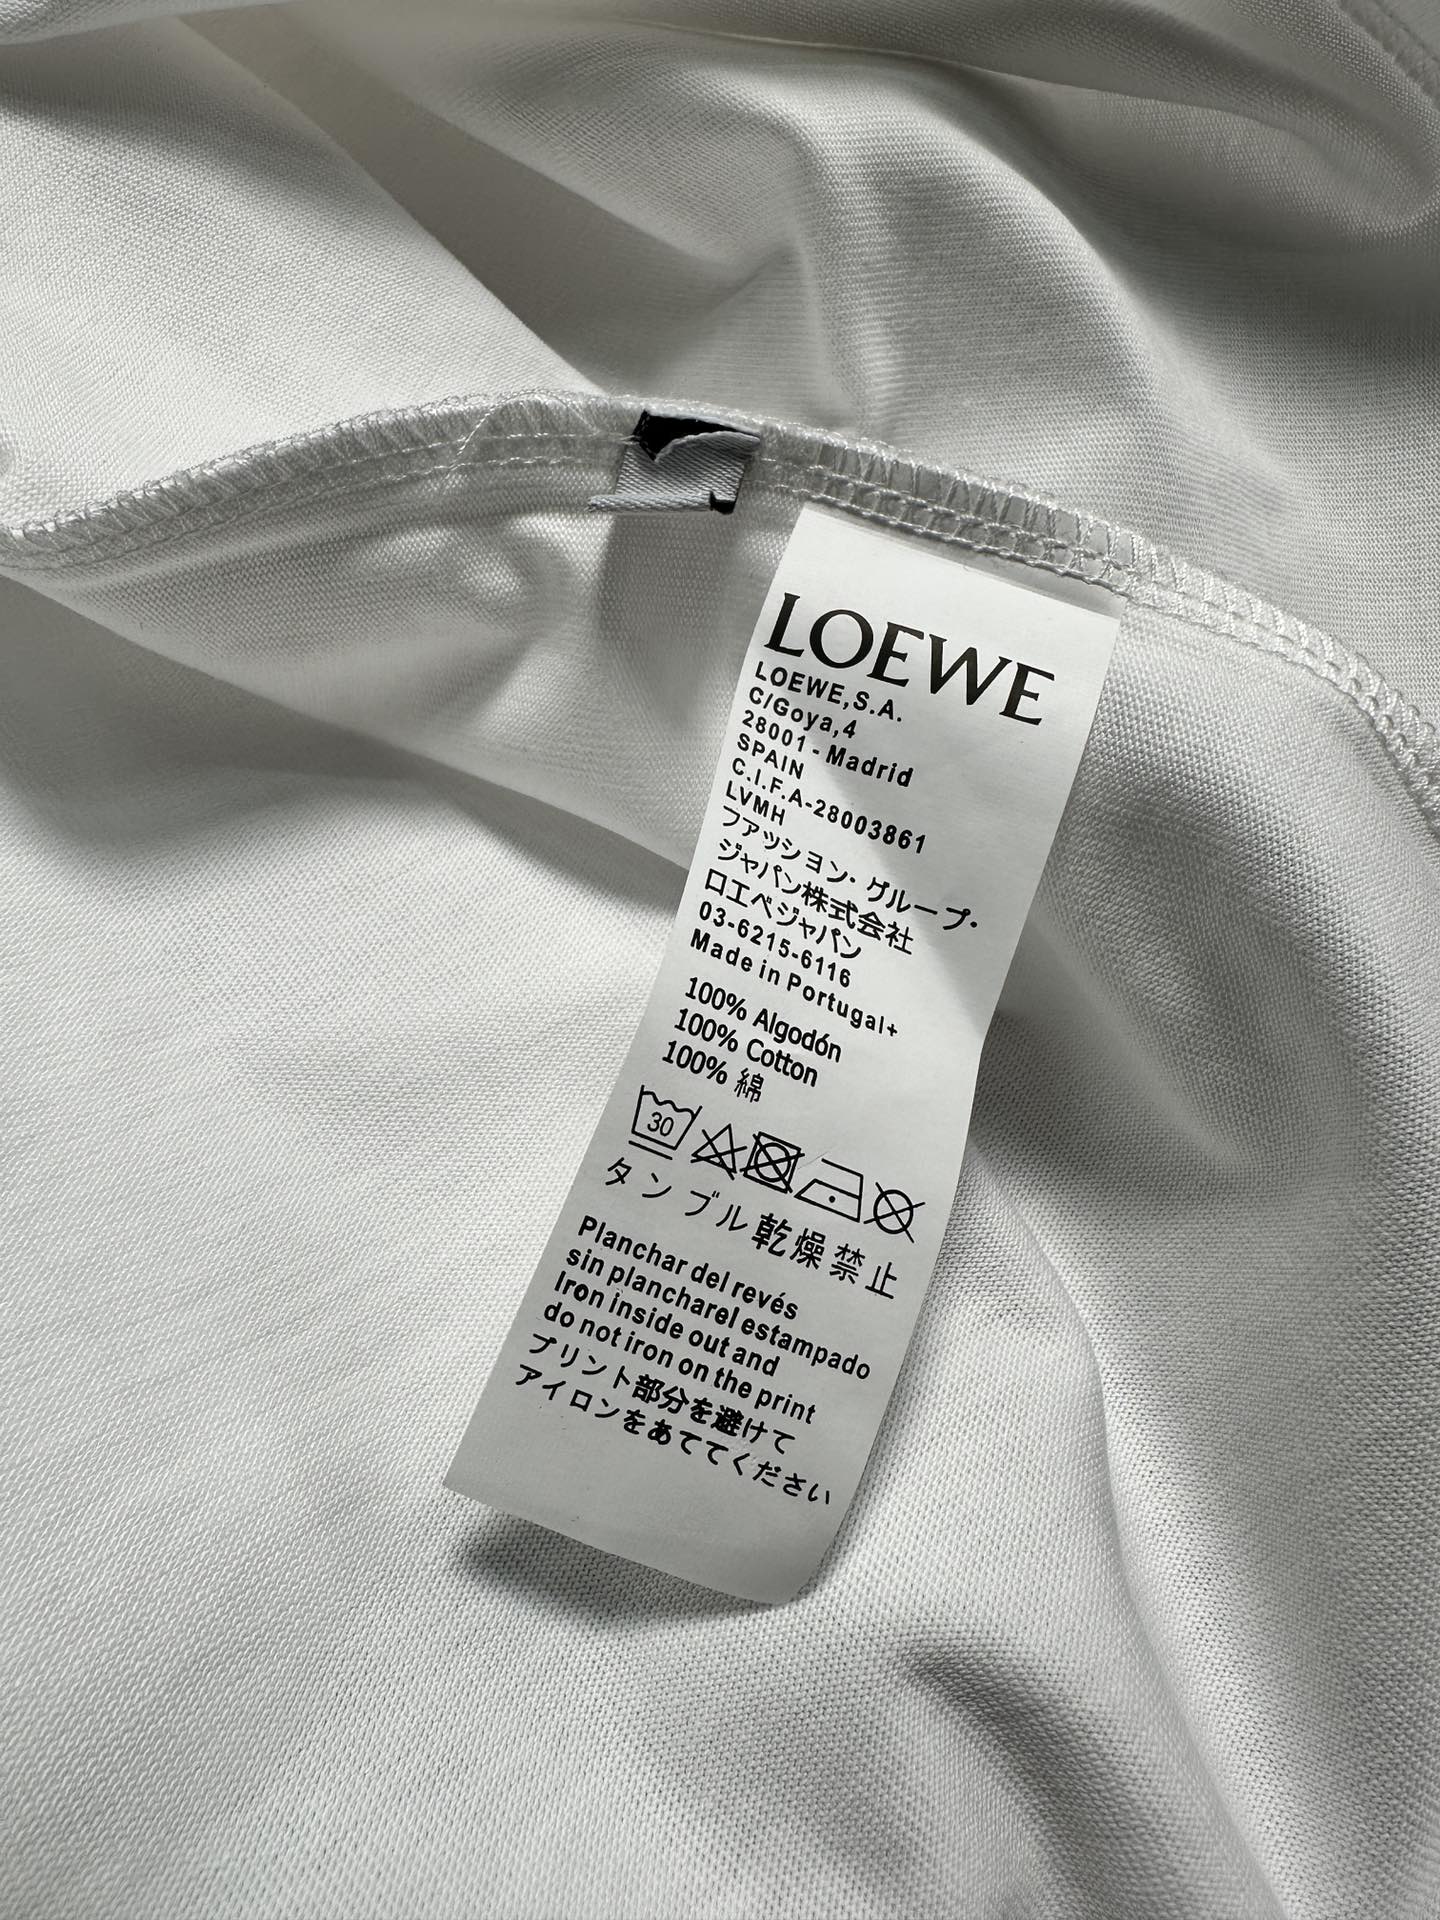 LOEWE
LOEWE,S.A.
C/Goya,4
28001 - Madrid
SPAIN
C.I.F.A-28003861
LVMH
ファッション・グループ・
ジャパン株式会社
ロエベジャパン
03-6215-6116
Made in Portugal+
100% Algodón
100% Cotton
100% 綿
30
タンブル乾燥禁止
Planchar del revés
sin plancharel estampado
Iron inside out and
do not iron on the print
プリント部分を避けて
アイロンをあててください